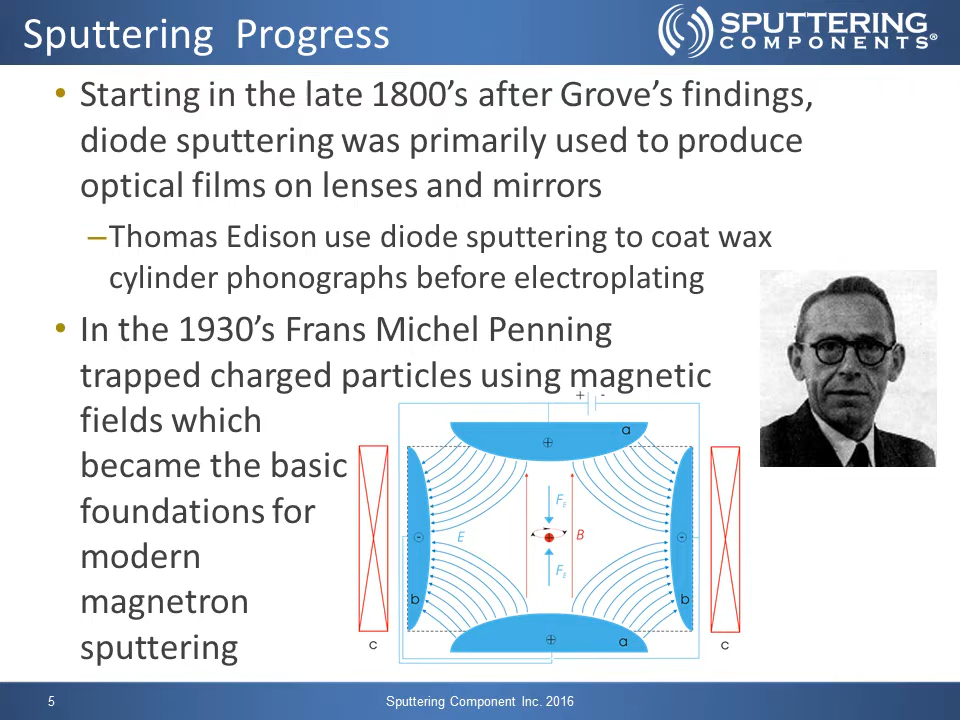 Sputtering Progress
SPUTTERING
COMPONENTS®
• Starting in the late 1800’s after Grove’s findings,
diode sputtering was primarily used to produce
optical films on lenses and mirrors
–Thomas Edison use diode sputtering to coat wax
cylinder phonographs before electroplating
• In the 1930’s Frans Michel Penning
trapped charged particles using magnetic
fields which
became the basic
foundations for
modern
magnetron
sputtering
+ -
a
+
F
E
B
+
F
- -
b b
+
a
c c
5 Sputtering Component Inc. 2016